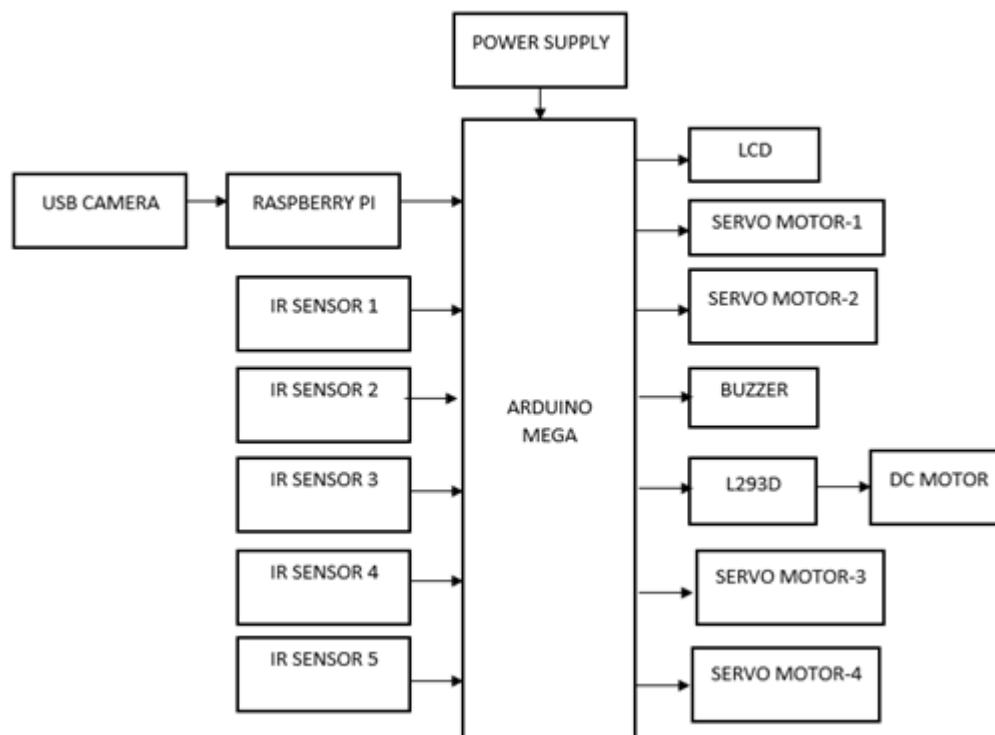 POWER SUPPLY
LCD
USB CAMERA
RASPBERRY PI
SERVO MOTOR-1
IR SENSOR 1
SERVO MOTOR-2
IR SENSOR 2
BUZZER
ARDUINO
MEGA
IR SENSOR 3
L293D
DC MOTOR
IR SENSOR 4
SERVO MOTOR-3
IR SENSOR 5
SERVO MOTOR-4